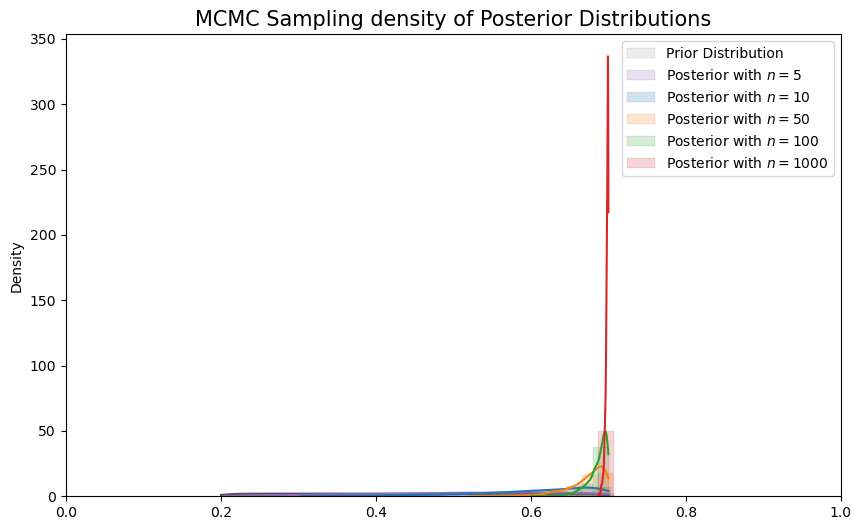 MCMC Sampling density of Posterior Distributions
350
300
250
200
150
100
50
0
Density
0.0
0.2
0.4
0.6
0.8
1.0
Prior Distribution
Posterior with n = 5
Posterior with n = 10
Posterior with n = 50
Posterior with n = 100
Posterior with n = 1000